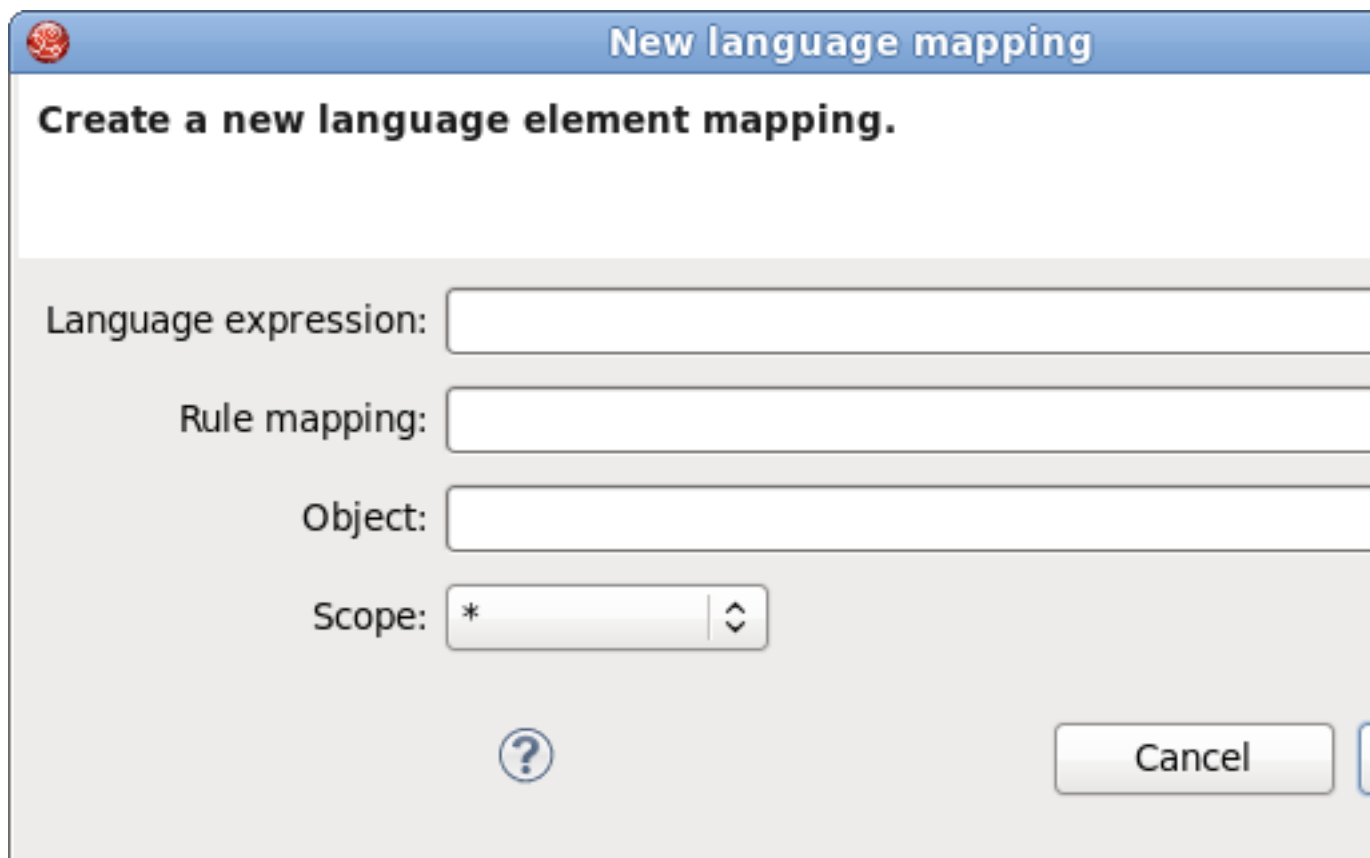 New language mapping
Create a new language element mapping.
Language expression:
Rule mapping:
Object:
Scope: *
?
Cancel